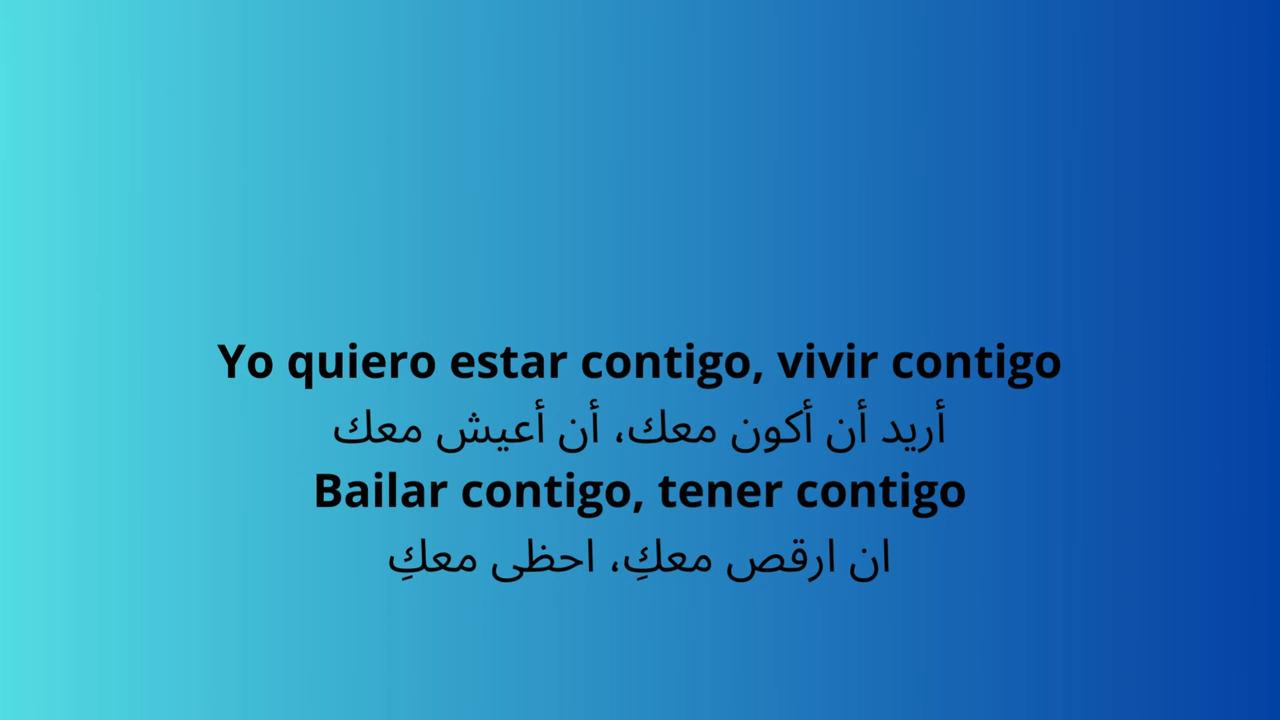 Yo quiero estar contigo, vivir contigo
أريد أن أكون معك، أن أعيش معك
Bailar contigo, tener contigo
ان ارقص معكِ، احظى معكِ